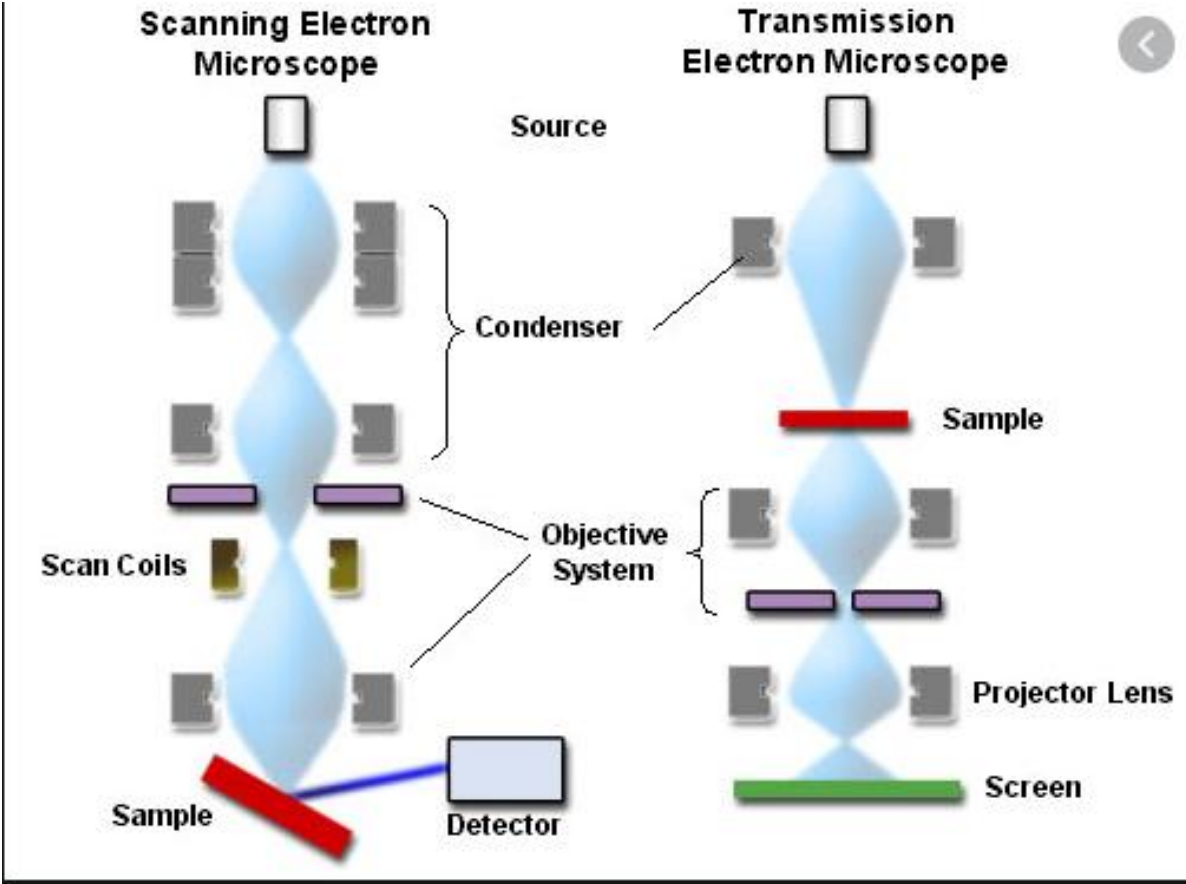 Scanning Electron
Microscope
Transmission
Electron Microscope
Source
Condenser
Sample
Objective
System
Scan Coils
Projector Lens
Sample
Detector
Screen